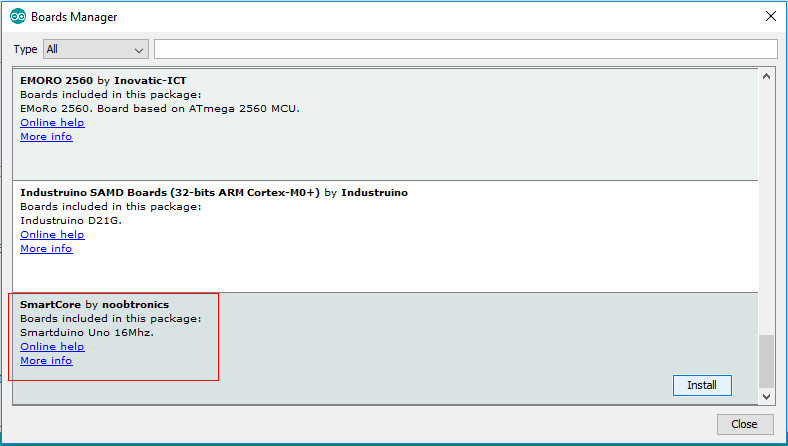 Boards Manager
Type All
EMORO 2560 by Inovatic-ICT
Boards included in this package:
EMoRo 2560. Board based on ATmega 2560 MCU.
Online help
More info
Industruino SAMD Boards (32-bits ARM Cortex-M0+) by Industruino
Boards included in this package:
Industruino D21G.
Online help
More info
SmartCore by noobtronics
Boards included in this package:
Smartduino Uno 16Mhz.
Online help
More info
Install
Close